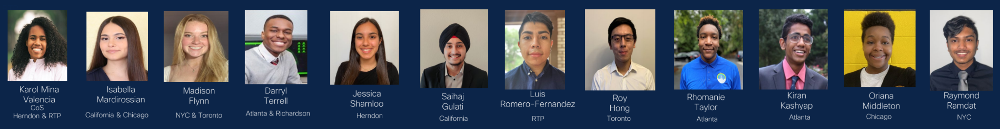 Karol Mina
Valencia
CoS
Herndon & RTP
Isabella
Mardirossian
California & Chicago
Madison
Flynn
NYC & Toronto
Darryl
Terrell
Atlanta & Richardson
Jessica
Shamloo
Herndon
Saihaj
Gulati
California
Luis
Romero-Fernandez
RTP
Roy
Hong
Toronto
Rhomanie
Taylor
Atlanta
Kiran
Kashyap
Atlanta
Oriana
Middleton
Chicago
Raymond
Ramdat
NYC